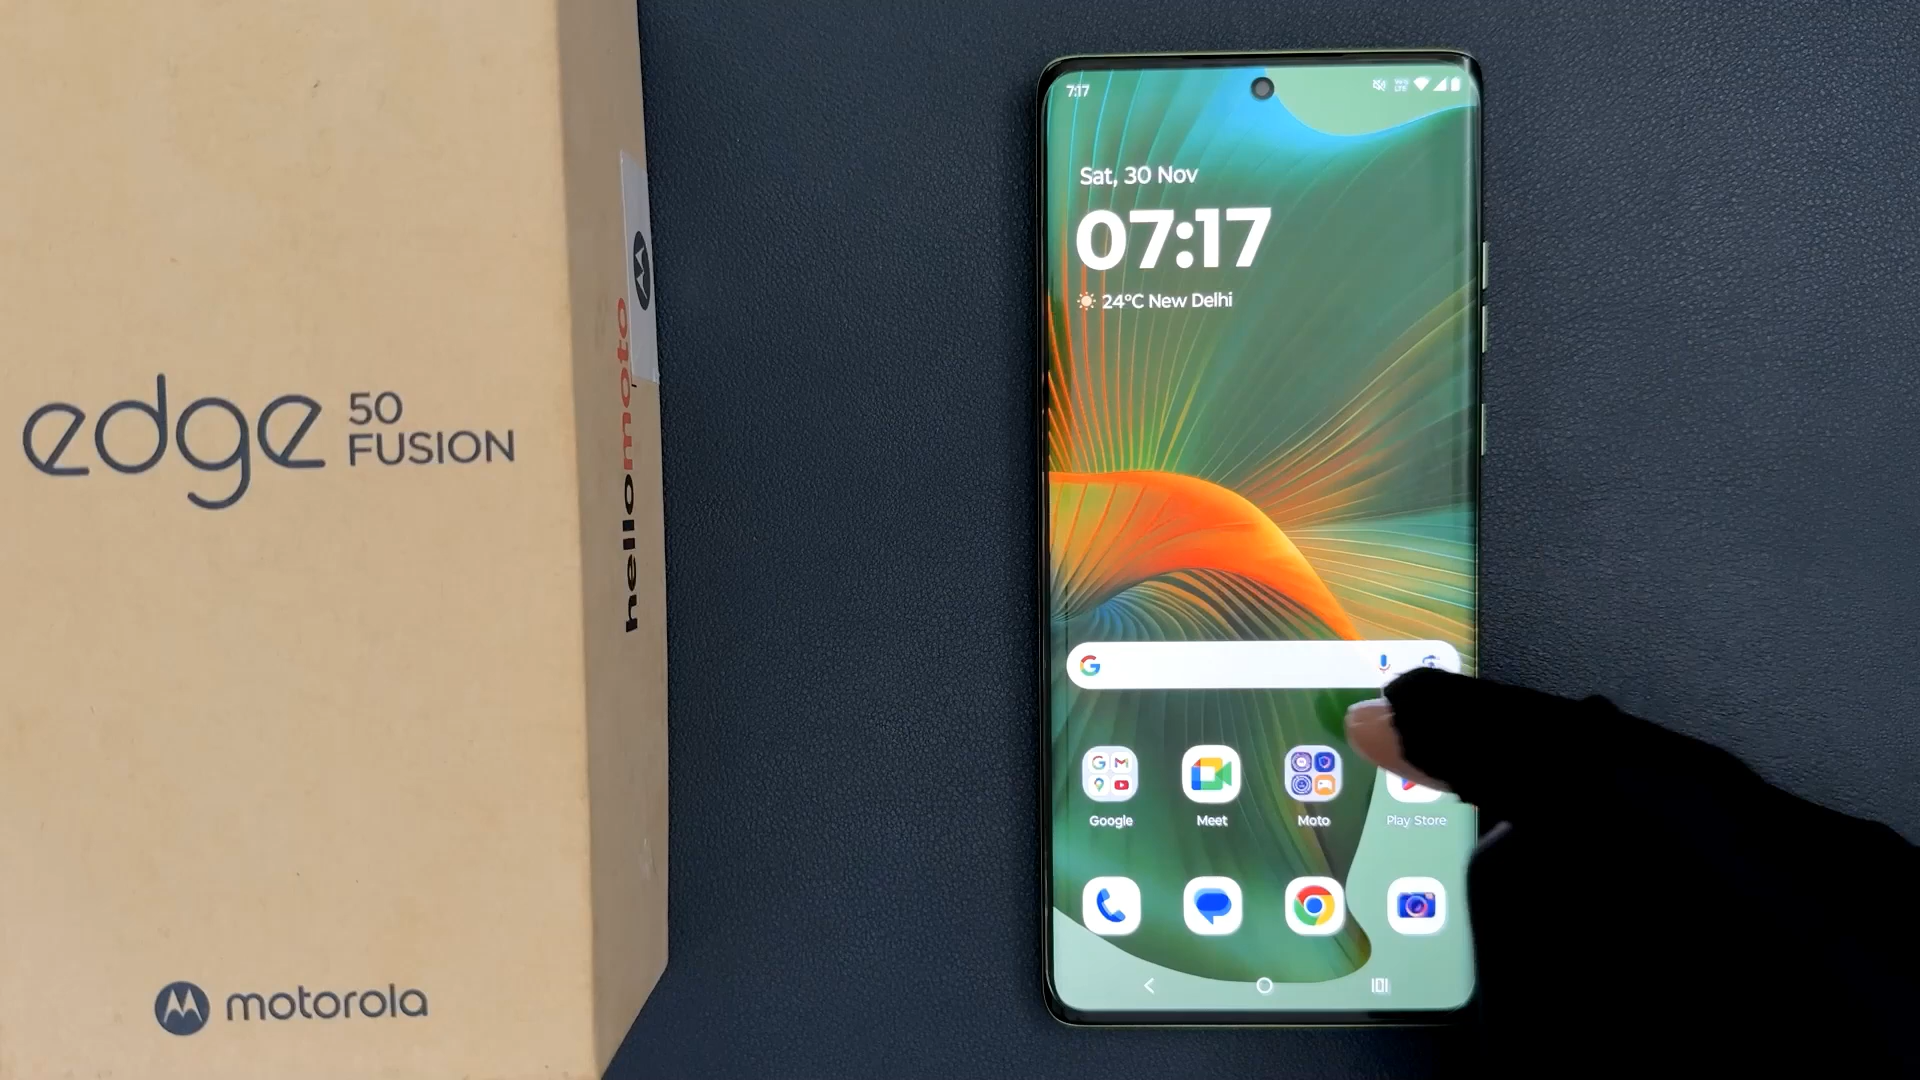 edge 50
FUSION
motorola
hellomoto
7:17
Sat, 30 Nov
07:17
24°C New Delhi
Google
Meet
Moto
Play Store